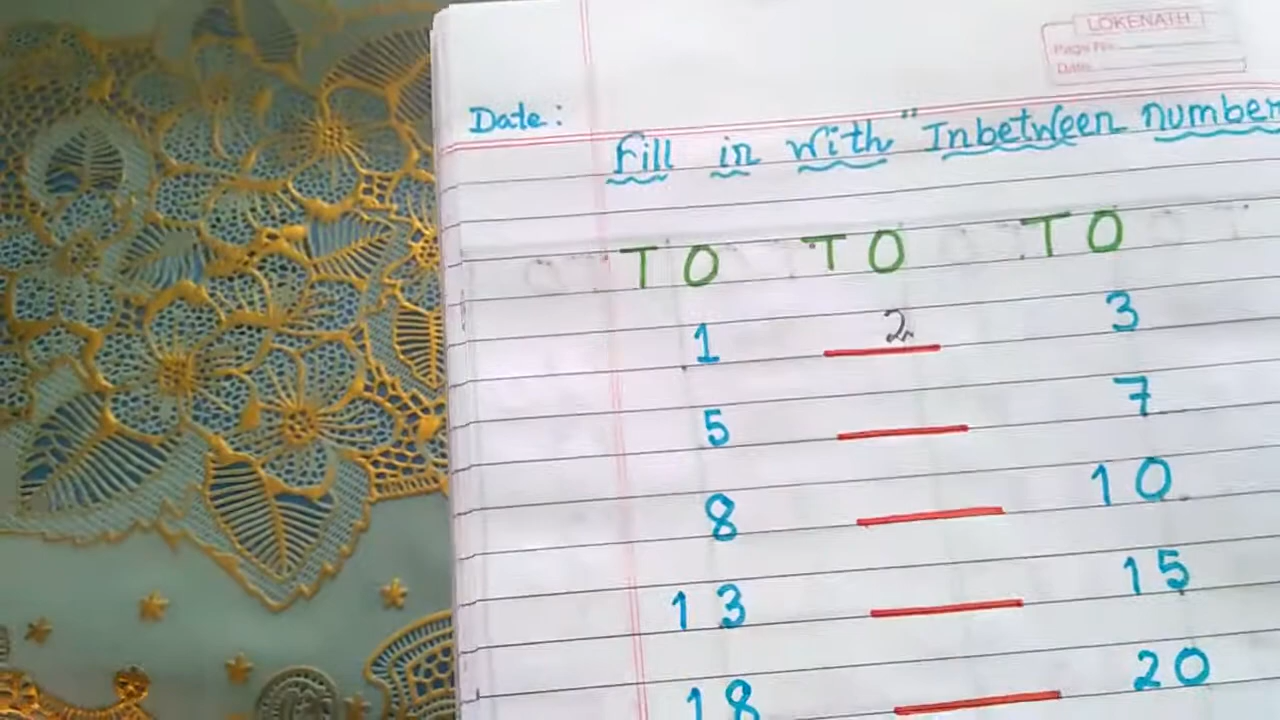 LOKENATH
Page No.
Date
Date:
Fill in with "Inbetween number
T O T O T O
1 2 3
5 7
8 10
13 15
18 20